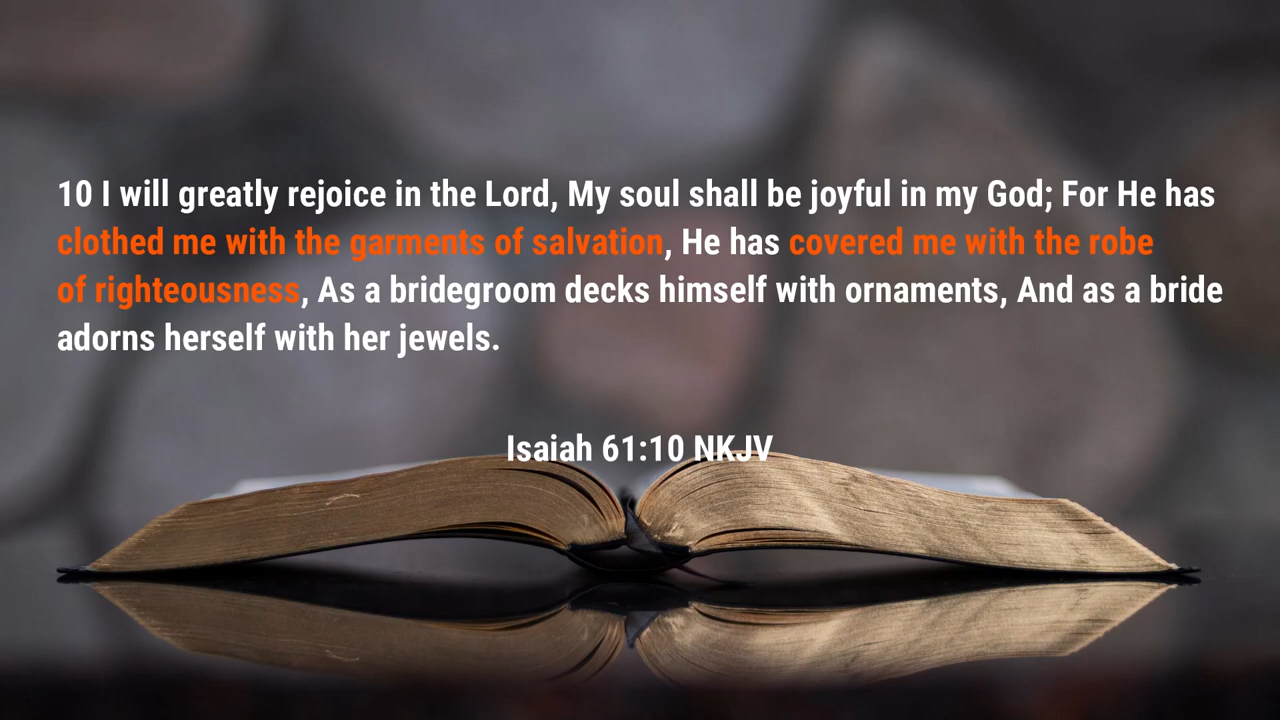 10 I will greatly rejoice in the Lord, My soul shall be joyful in my God; For He has
clothed me with the garments of salvation, He has covered me with the robe
of righteousness, As a bridegroom decks himself with ornaments, And as a bride
adorns herself with her jewels.
Isaiah 61:10 NKJV